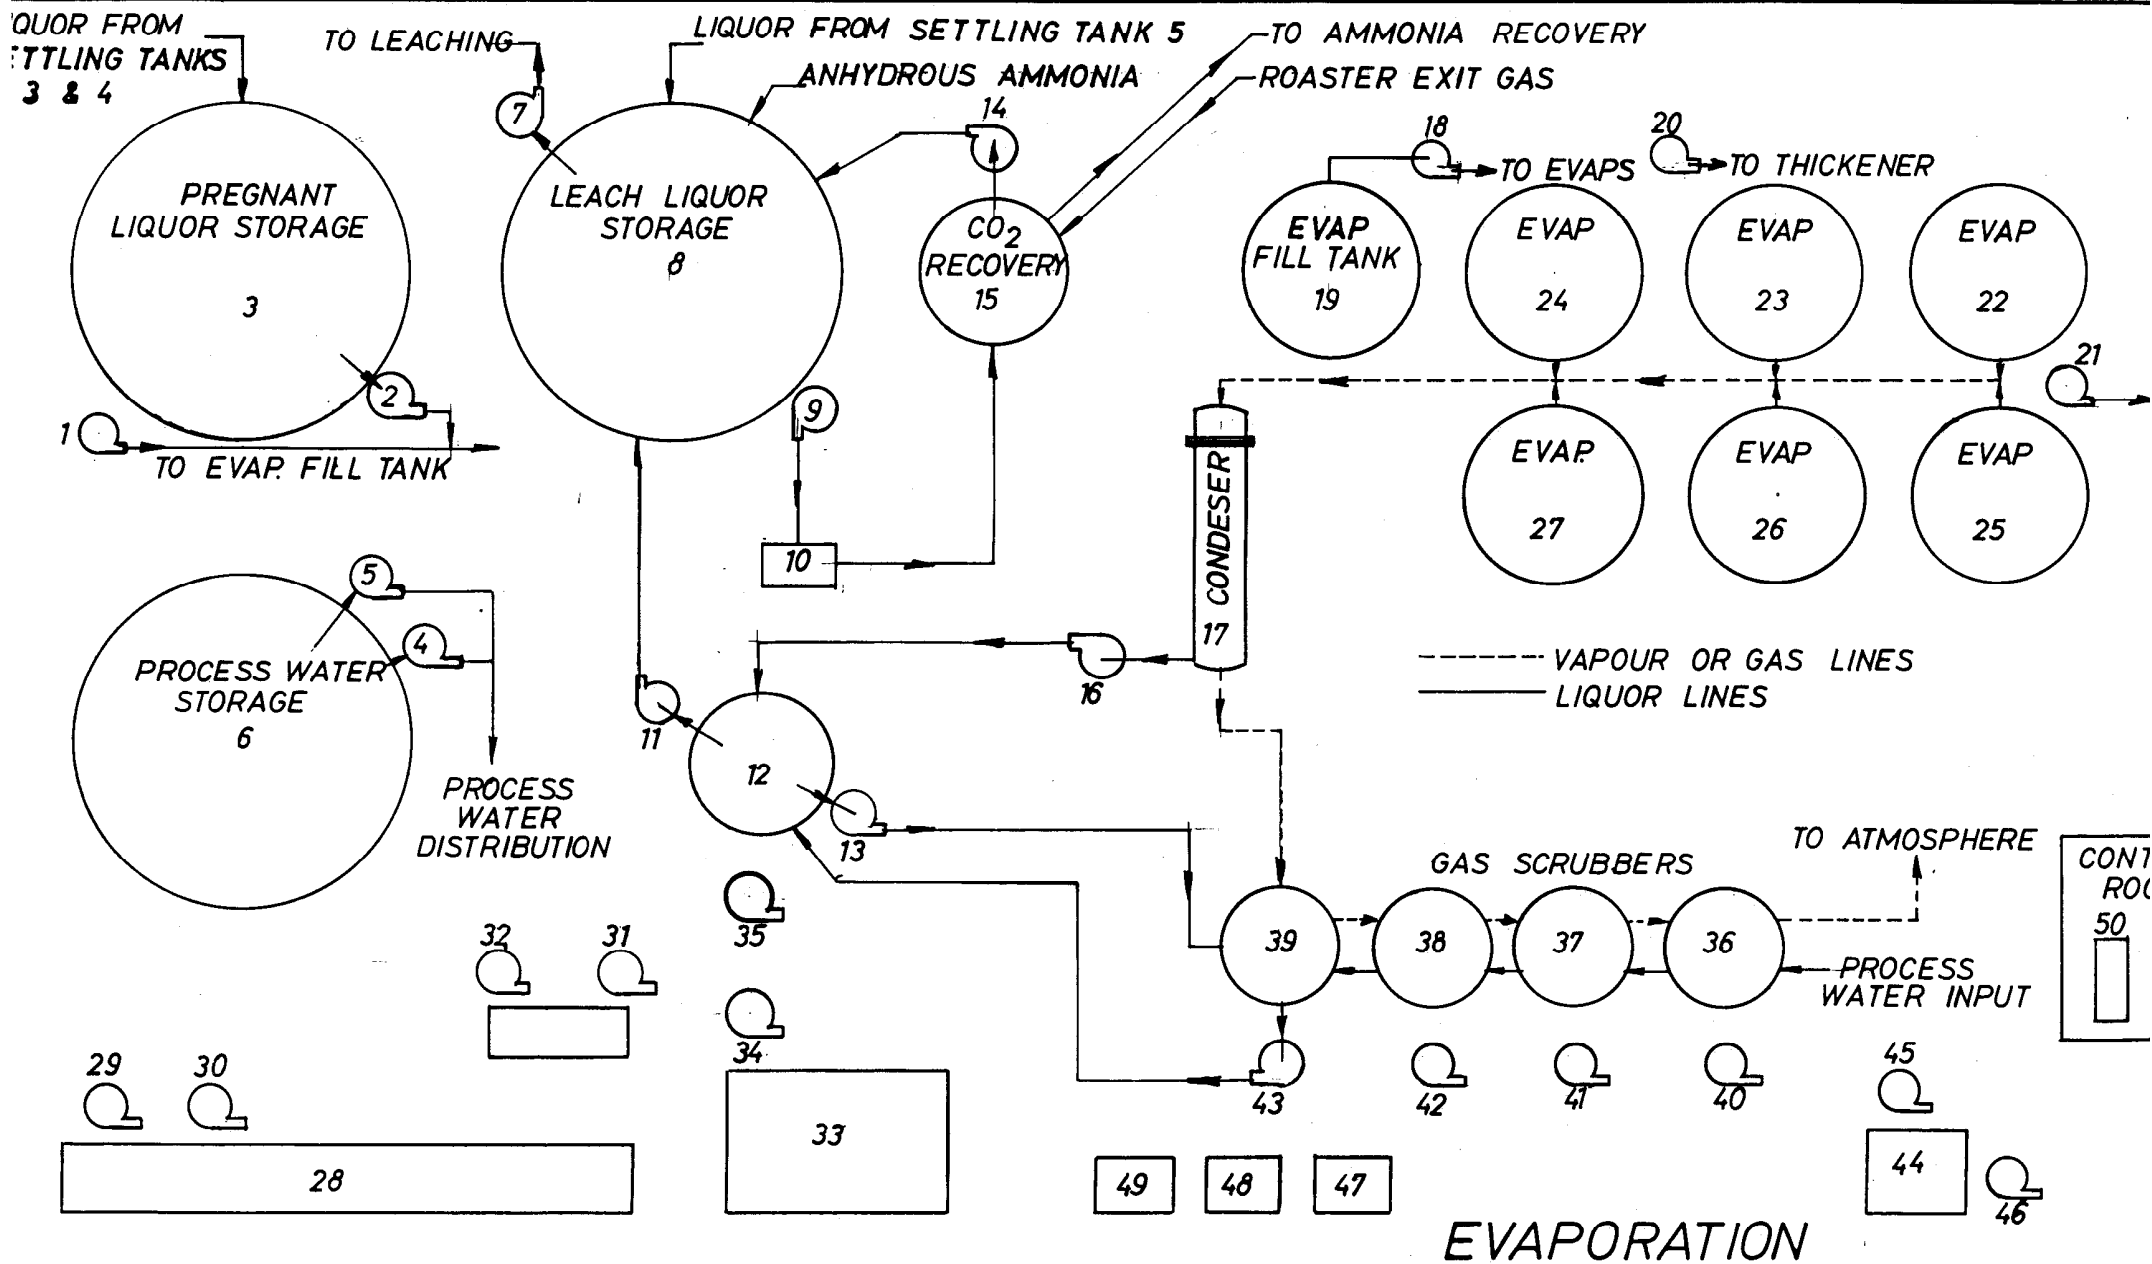 QUOR FROM
TTLING TANKS
3 & 4
TO LEACHING
LIQUOR FROM SETTLING TANK 5
ANHYDROUS AMMONIA
TO AMMONIA RECOVERY
ROASTER EXIT GAS
7
14
18
20
TO EVAPS
TO THICKENER
PREGNANT
LIQUOR STORAGE
3
LEACH LIQUOR
STORAGE
8
CO2
RECOVERY
15
EVAP
FILL TANK
19
EVAP
24
EVAP
23
EVAP
22
21
2
1
TO EVAP. FILL TANK
9
10
CONDESER
17
EVAP.
27
EVAP
26
EVAP
25
5
4
PROCESS WATER
STORAGE
6
PROCESS
WATER
DISTRIBUTION
16
11
12
13
VAPOUR OR GAS LINES
LIQUOR LINES
GAS SCRUBBERS
TO ATMOSPHERE
39
38
37
36
PROCESS
WATER INPUT
CONT
ROO
50
35
32
31
34
29
30
28
33
43
42
41
40
45
44
46
49
48
47
EVAPORATION